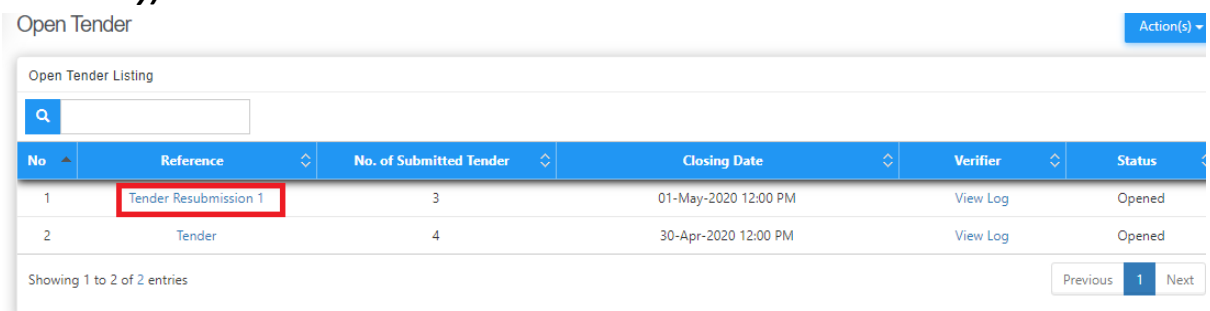 Open Tender
Action(s)
Open Tender Listing
No Reference No. of Submitted Tender Closing Date Verifier Status
1 Tender Resubmission 1 3 01-May-2020 12:00 PM View Log Opened
2 Tender 4 30-Apr-2020 12:00 PM View Log Opened
Showing 1 to 2 of 2 entries
Previous 1 Next